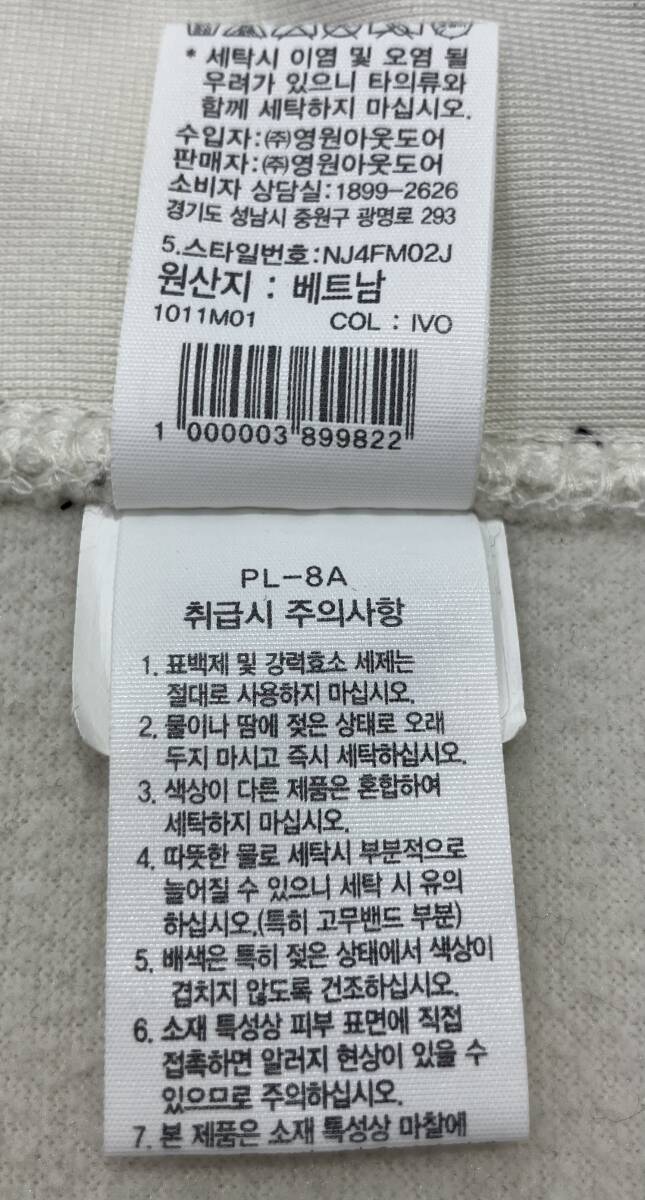 * 세탁시 이염 및 오염 될
우려가 있으니 타의류와
함께 세탁하지 마십시오.
수입자:㈜영원아웃도어
판매자:㈜영원아웃도어
소비자 상담실:1899-2626
경기도 성남시 중원구 광명로 293
5.스타일번호:NJ4FM02J
원산지 : 베트남
1011M01 COL : IVO
1 000003 899822
PL-8A
취급시 주의사항
1. 표백제 및 강력효소 세제는
절대로 사용하지 마십시오.
2. 물이나 땀에 젖은 상태로 오래
두지 마시고 즉시 세탁하십시오.
3. 색상이 다른 제품은 혼합하여
세탁하지 마십시오.
4. 따뜻한 물로 세탁시 부분적으로
늘어질 수 있으니 세탁 시 유의
하십시오.(특히 고무밴드 부분)
5. 배색은 특히 젖은 상태에서 색상이
겹치지 않도록 건조하십시오.
6. 소재 특성상 피부 표면에 직접
접촉하면 알러지 현상이 있을 수
있으므로 주의하십시오.
7. 본 제품은 소재 특성상 마찰에